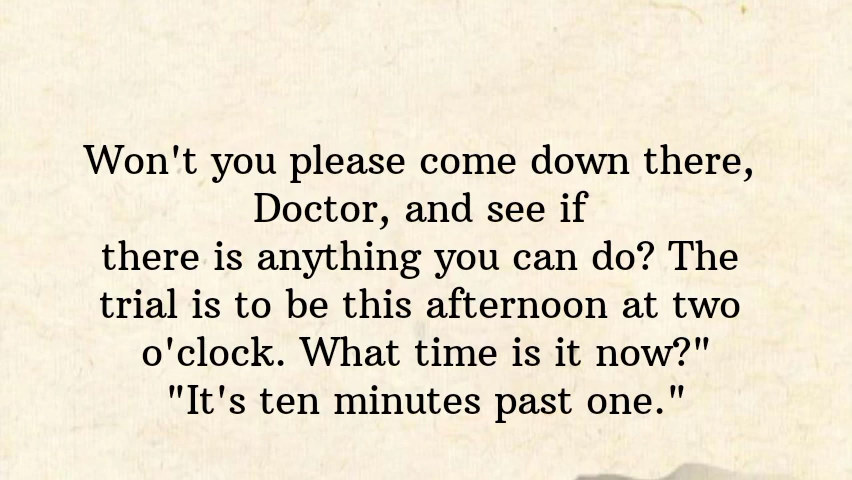 Won't you please come down there,
Doctor, and see if
there is anything you can do? The
trial is to be this afternoon at two
o'clock. What time is it now?"
"It's ten minutes past one."